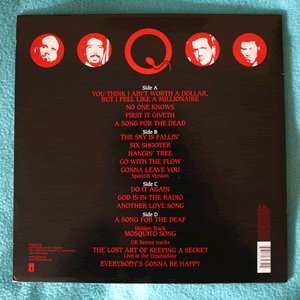 Side A
YOU THINK I AIN'T WORTH A DOLLAR,
BUT I FEEL LIKE A MILLIONAIRE
NO ONE KNOWS
FIRST IT GIVETH
A SONG FOR THE DEAD
Side B
THE SKY IS FALLIN'
SIX SHOOTER
HANGIN' TREE
GO WITH THE FLOW
GONNA LEAVE YOU
Spanish Version
Side C
DO IT AGAIN
GOD IS IN THE RADIO
ANOTHER LOVE SONG
Side D
A SONG FOR THE DEAF
Hidden Track
MOSQUITO SONG
UK Bonus tracks
THE LOST ART OF KEEPING A SECRET
Live at the Troubadour
EVERYBODY'S GONNA BE HAPPY